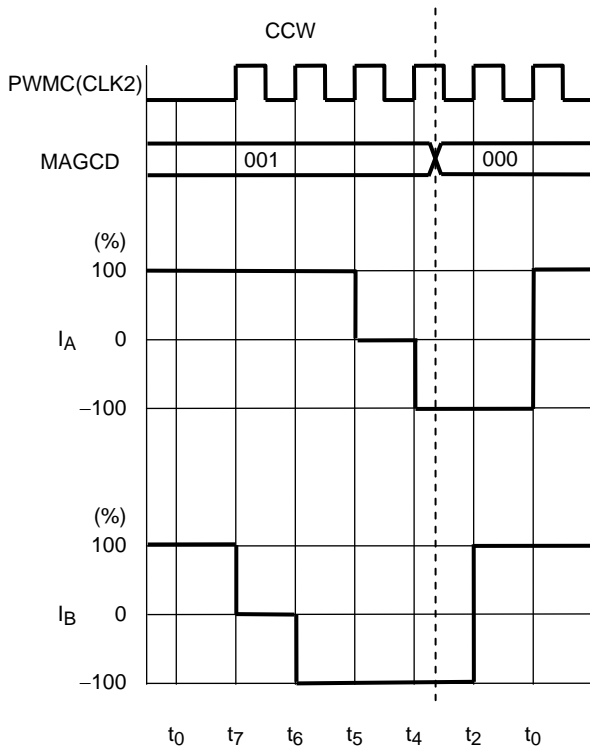 CCW
PWMC(CLK2)
MAGCD 001 000
(%)
100
IA 0
−100
(%)
100
IB 0
−100
t0 t7 t6 t5 t4 t2 t0